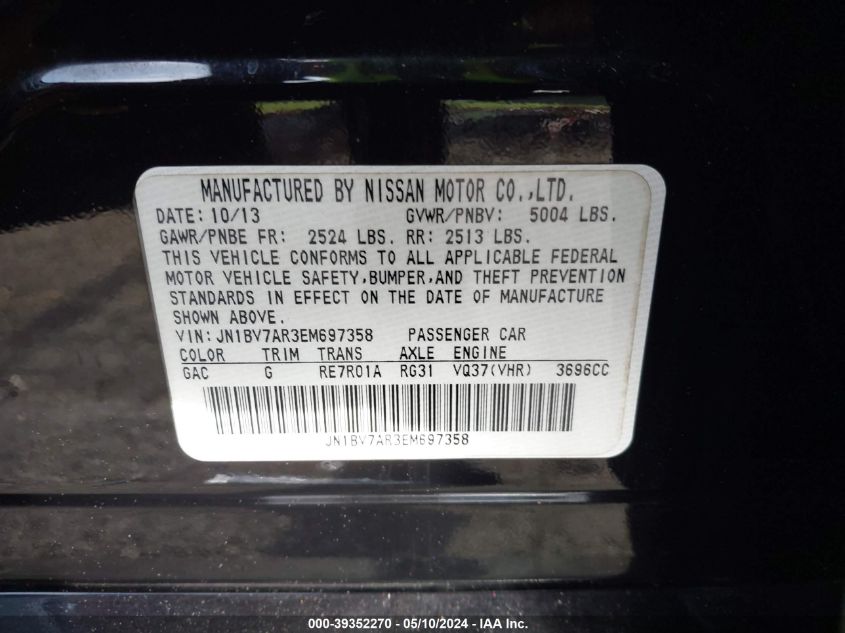 MANUFACTURED BY NISSAN MOTOR CO.,LTD.
DATE: 10/13 GVWR/PNBV: 5004 LBS.
GAWR/PNBE FR: 2524 LBS. RR: 2513 LBS.
THIS VEHICLE CONFORMS TO ALL APPLICABLE FEDERAL
MOTOR VEHICLE SAFETY,BUMPER,AND THEFT PREVENTION
STANDARDS IN EFFECT ON THE DATE OF MANUFACTURE
SHOWN ABOVE.
VIN: JN1BV7AR3EM697358 PASSENGER CAR
COLOR TRIM TRANS AXLE ENGINE
GAC G RE7R01A RG31 VQ37(VHR) 3696CC
JN1BV7AR3EM697358
000-39352270 - 05/10/2024 - IAA Inc.